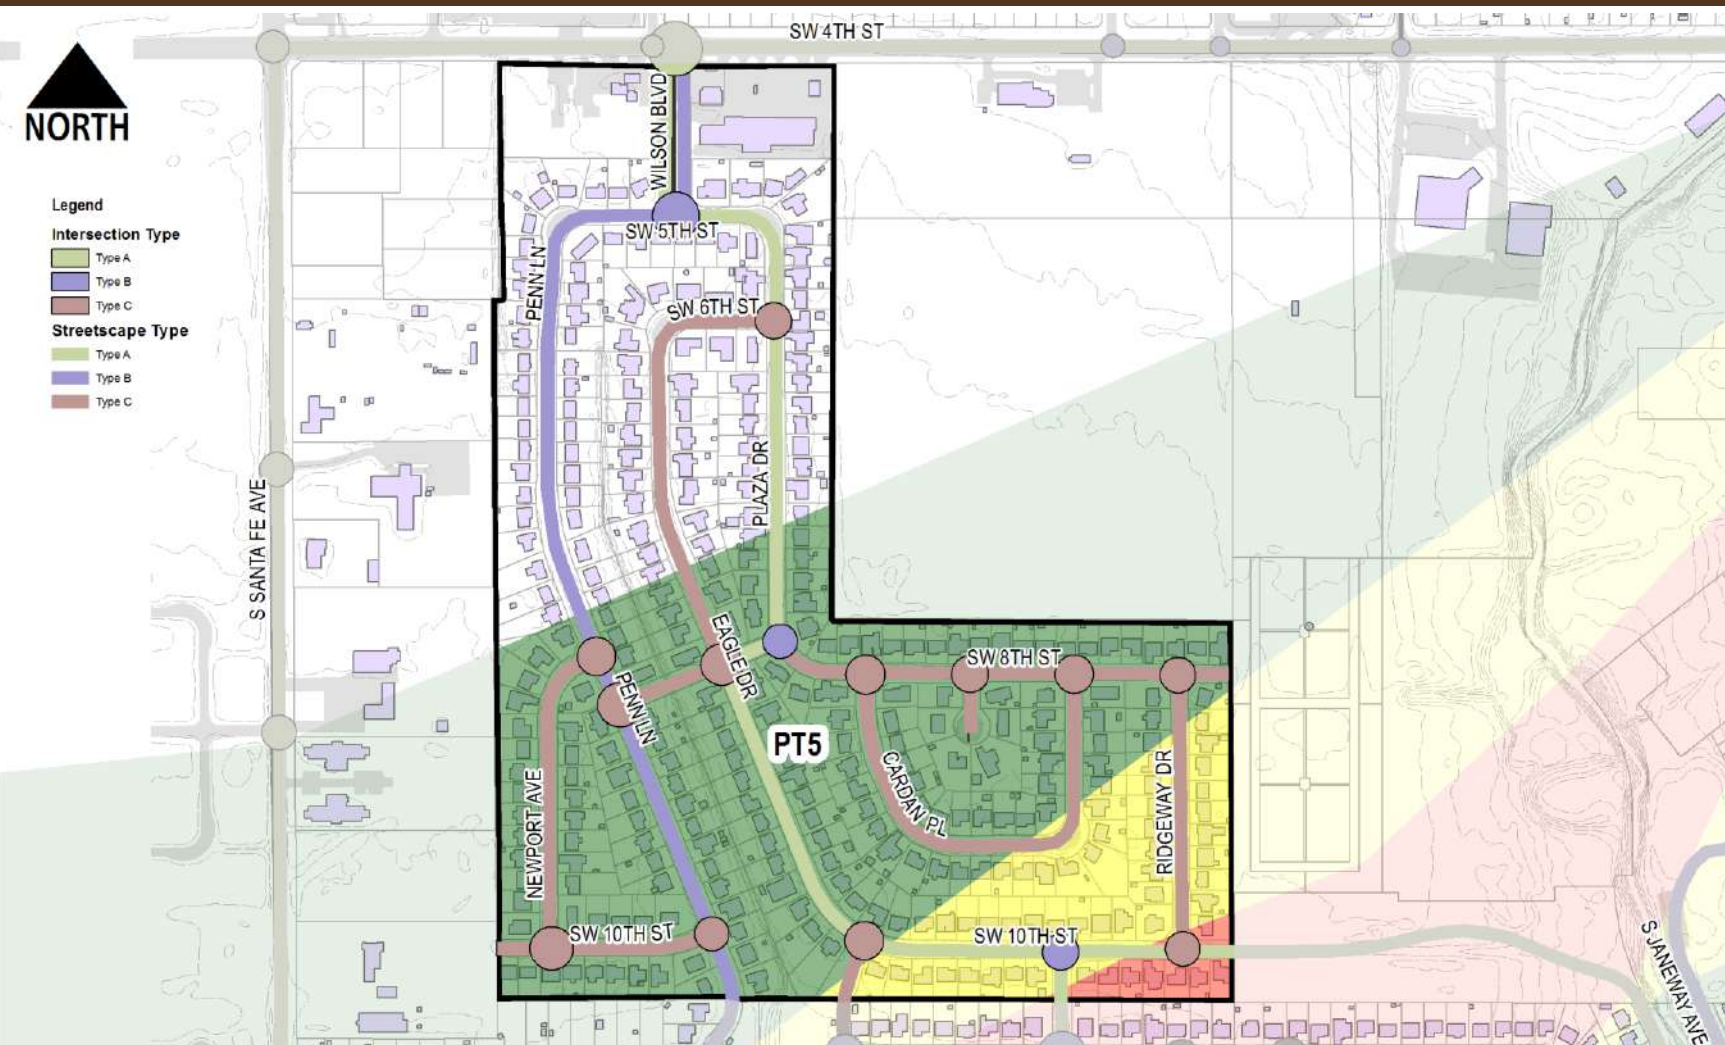 SW 4TH ST
NORTH
WILSON BLVD
Legend
Intersection Type
Type A
Type B
Type C
Streetscape Type
Type A
Type B
Type C
SW 5TH ST
PENN LN
SW 6TH ST
PLAZA DR
S SANTA FE AVE
EAGLE DR
SW 8TH ST
PENN LN
PT5
CARDAN PL
RIDGEWAY DR
NEWPORT AVE
SW 10TH ST
SW 10TH ST
S JANEWAY AVE